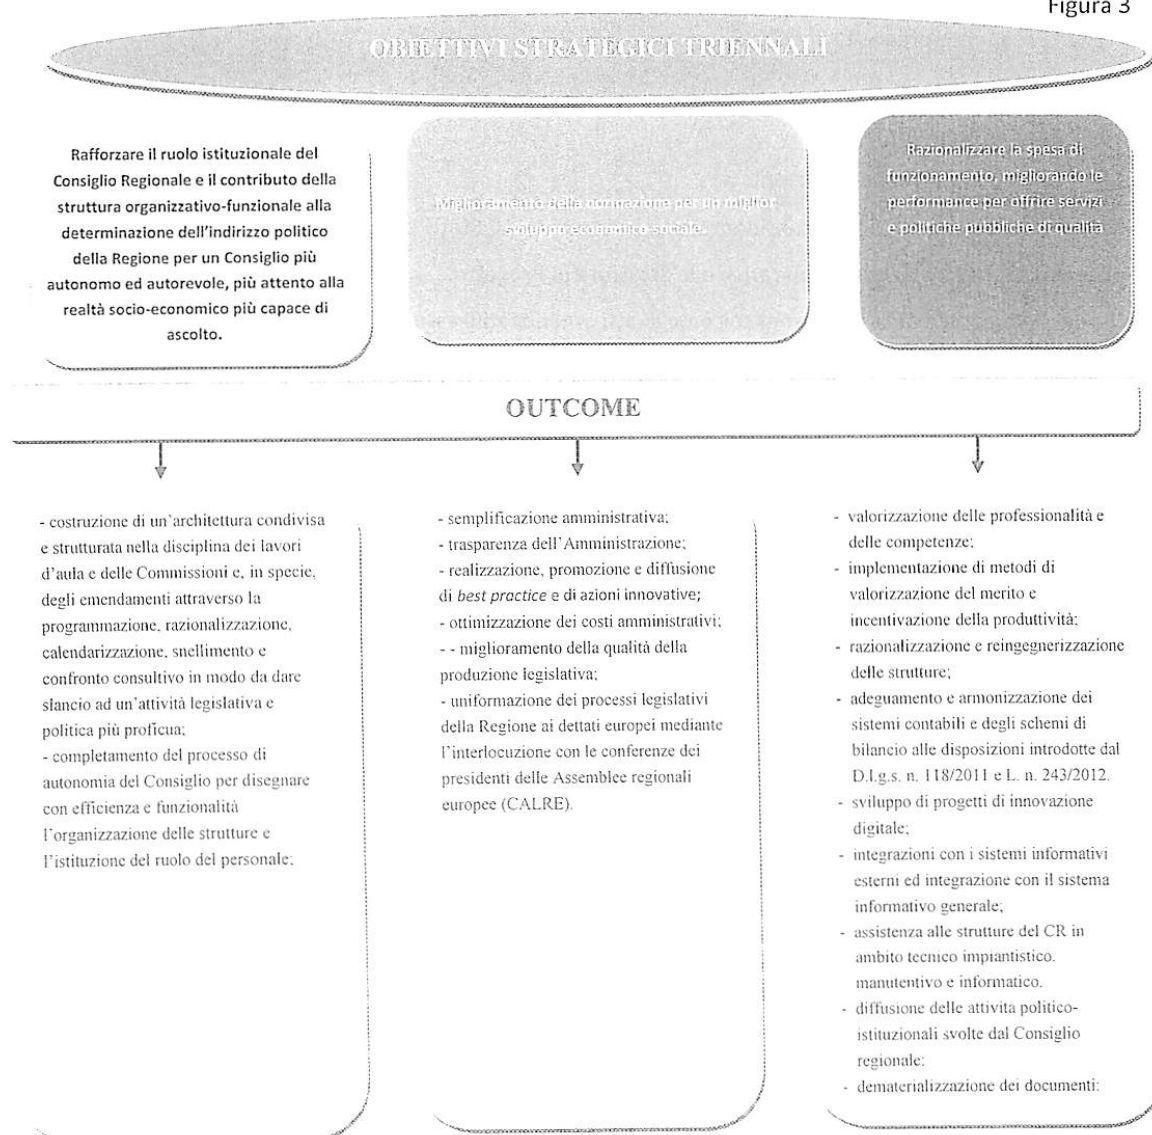 Figura 3
OBIETTIVI STRATEGICI TRIENNALI
Rafforzare il ruolo istituzionale del
Consiglio Regionale e il contributo della
struttura organizzativo-funzionale alla
determinazione dell'indirizzo politico
della Regione per un Consiglio più
autonomo ed autorevole, più attento alla
realtà socio-economico più capace di
ascolto.
Miglioramento della normazione per un miglior
sviluppo economico-sociale.
Razionalizzare la spesa di
funzionamento, migliorando le
performance per offrire servizi
e politiche pubbliche di qualità
OUTCOME
- costruzione di un'architettura condivisa
e strutturata nella disciplina dei lavori
d'aula e delle Commissioni e, in specie,
degli emendamenti attraverso la
programmazione, razionalizzazione,
calendarizzazione, snellimento e
confronto consultivo in modo da dare
slancio ad un'attività legislativa e
politica più proficua;
- completamento del processo di
autonomia del Consiglio per disegnare
con efficienza e funzionalità
l'organizzazione delle strutture e
l'istituzione del ruolo del personale;
- semplificazione amministrativa;
- trasparenza dell'Amministrazione;
- realizzazione, promozione e diffusione
di best practice e di azioni innovative;
- ottimizzazione dei costi amministrativi;
- - miglioramento della qualità della
produzione legislativa;
- uniformazione dei processi legislativi
della Regione ai dettati europei mediante
l'interlocuzione con le conferenze dei
presidenti delle Assemblee regionali
europee (CALRE).
- valorizzazione delle professionalità e
delle competenze;
- implementazione di metodi di
valorizzazione del merito e
incentivazione della produttività;
- razionalizzazione e reingegnerizzazione
delle strutture;
- adeguamento e armonizzazione dei
sistemi contabili e degli schemi di
bilancio alle disposizioni introdotte dal
D.l.g.s. n. 118/2011 e L. n. 243/2012.
- sviluppo di progetti di innovazione
digitale;
- integrazioni con i sistemi informativi
esterni ed integrazione con il sistema
informativo generale;
- assistenza alle strutture del CR in
ambito tecnico impiantistico.
manutentivo e informatico.
- diffusione delle attivita politico-
istituzionali svolte dal Consiglio
regionale:
- dematerializzazione dei documenti: